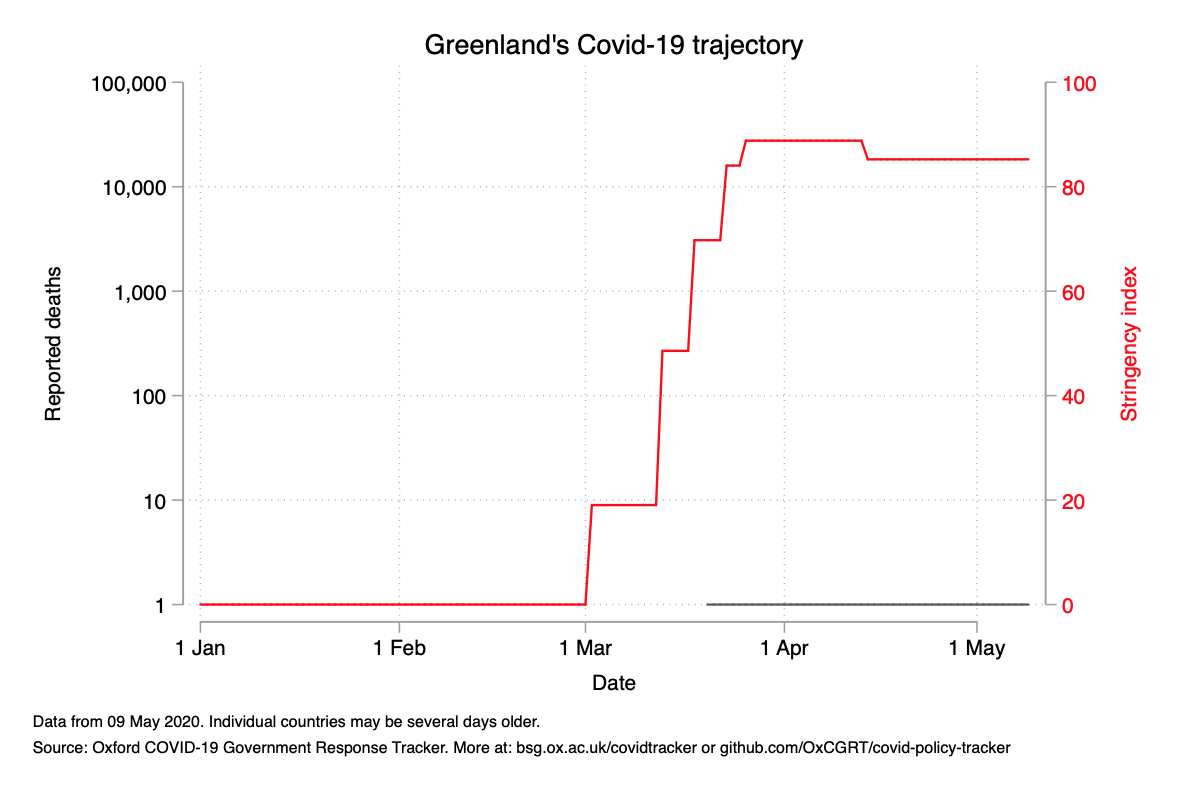 Greenland's Covid-19 trajectory
100,000
10,000
1,000
100
10
1
Reported deaths
100
80
60
40
20
0
Stringency index
1 Jan 1 Feb 1 Mar 1 Apr 1 May
Date
Data from 09 May 2020. Individual countries may be several days older.
Source: Oxford COVID-19 Government Response Tracker. More at: bsg.ox.ac.uk/covidtracker or github.com/OxCGRT/covid-policy-tracker